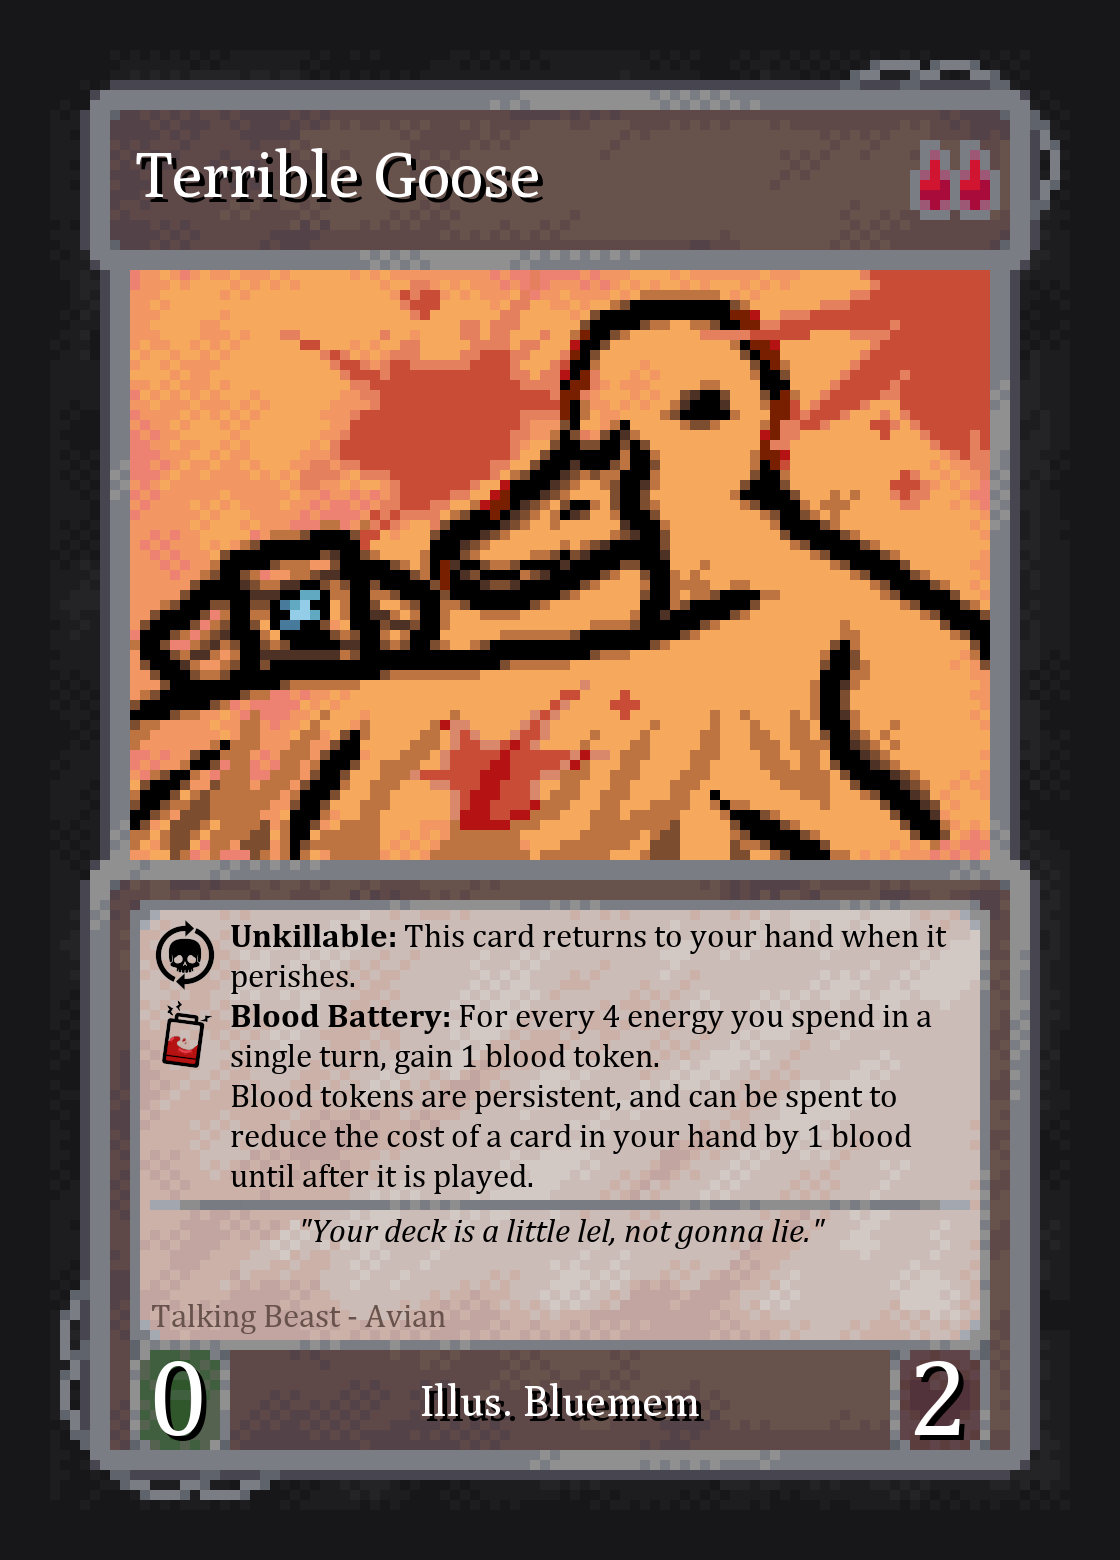 Terrible Goose
Unkillable: This card returns to your hand when it
perishes.
Blood Battery: For every 4 energy you spend in a
single turn, gain 1 blood token.
Blood tokens are persistent, and can be spent to
reduce the cost of a card in your hand by 1 blood
until after it is played.
"Your deck is a little lel, not gonna lie."
Talking Beast - Avian
0
Illus. Bluemem
2